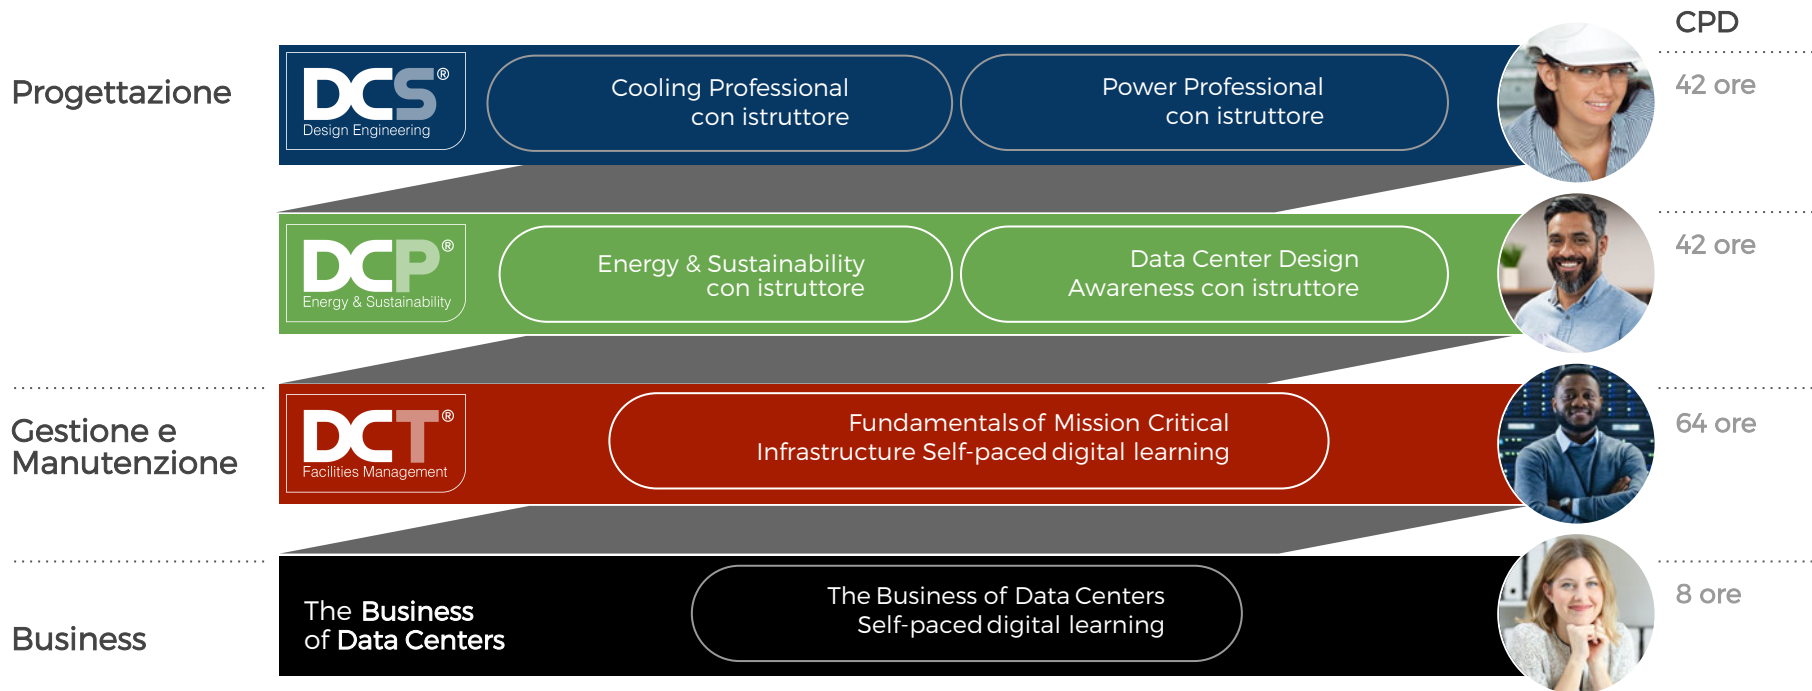 CPD
Progettazione
DCS®
Design Engineering
Cooling Professional
con istruttore
Power Professional
con istruttore
42 ore
DCP®
Energy & Sustainability
Energy & Sustainability
con istruttore
Data Center Design
Awareness con istruttore
42 ore
Gestione e
Manutenzione
DCT®
Facilities Management
Fundamentals of Mission Critical
Infrastructure Self-paced digital learning
64 ore
Business
The Business
of Data Centers
The Business of Data Centers
Self-paced digital learning
8 ore